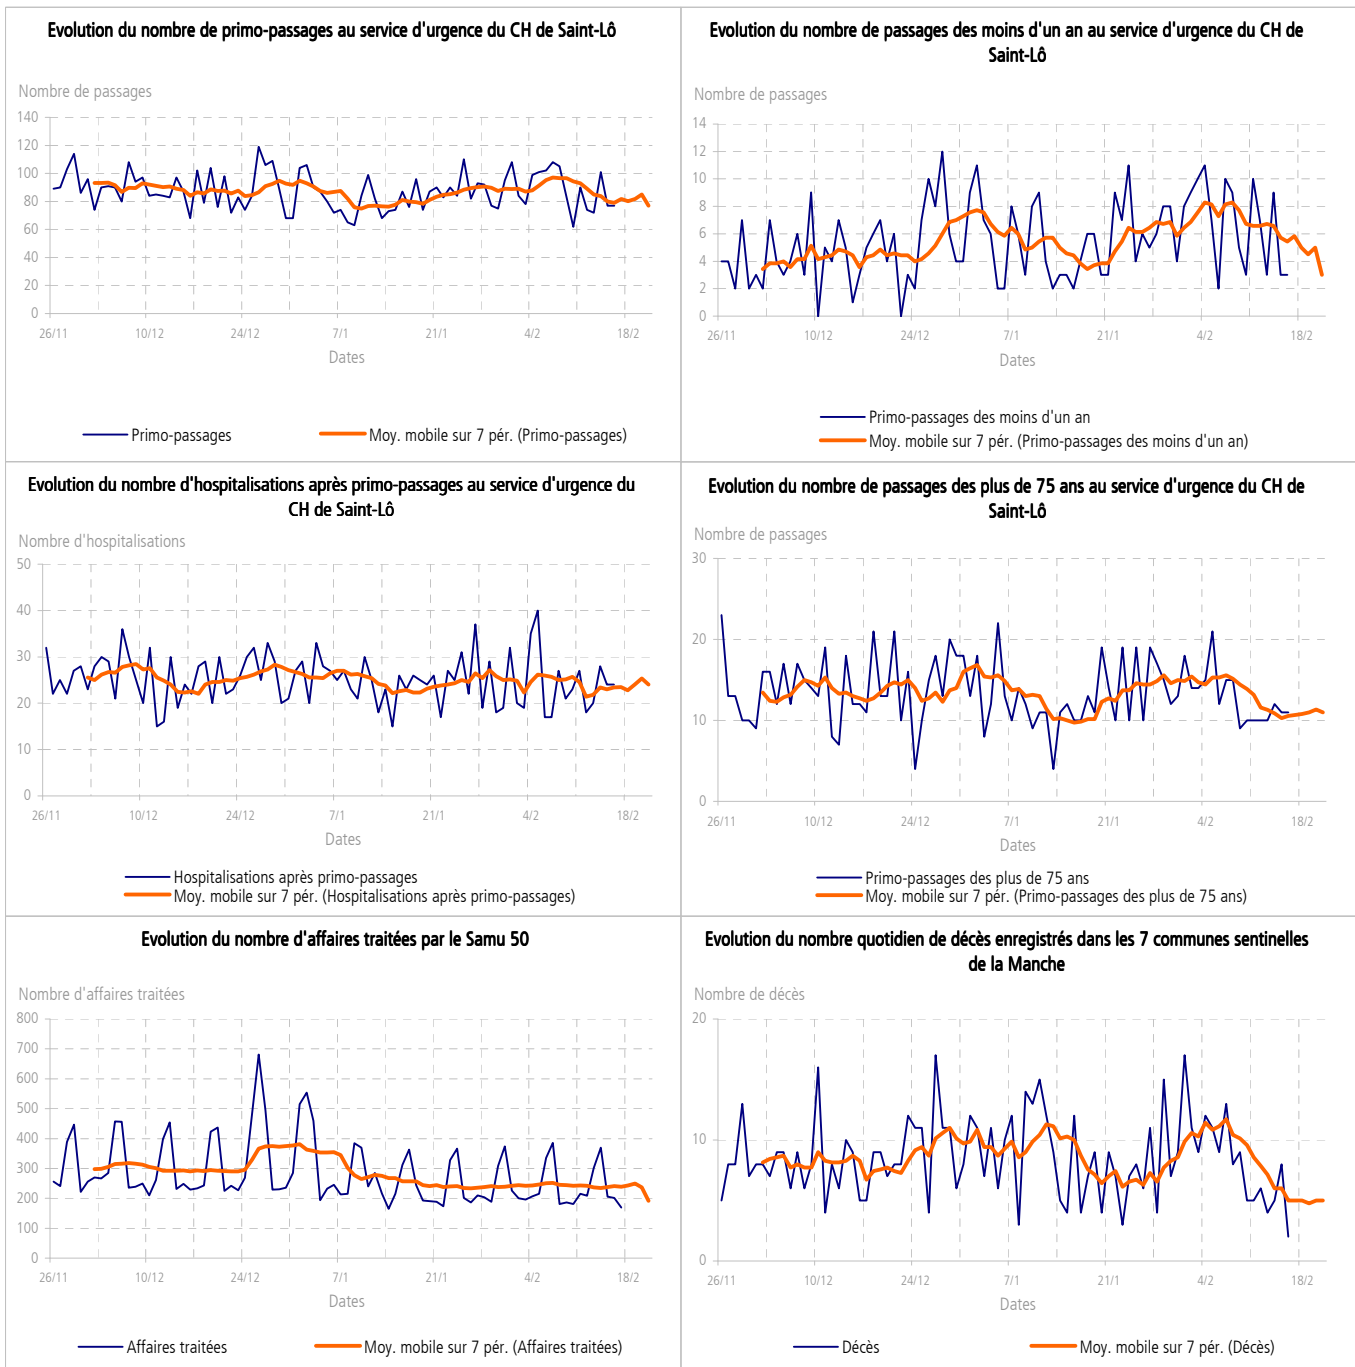 Evolution du nombre de primo-passages au service d'urgence du CH de Saint-Lô
Nombre de passages
140
120
100
80
60
40
20
0
26/11 10/12 24/12 7/1 21/1 4/2 18/2
Dates
Primo-passages Moy. mobile sur 7 pér. (Primo-passages)
Evolution du nombre de passages des moins d'un an au service d'urgence du CH de
Saint-Lô
Nombre de passages
14
12
10
8
6
4
2
0
26/11 10/12 24/12 7/1 21/1 4/2 18/2
Dates
Primo-passages des moins d'un an
Moy. mobile sur 7 pér. (Primo-passages des moins d'un an)
Evolution du nombre d'hospitalisations après primo-passages au service d'urgence du
CH de Saint-Lô
Nombre d'hospitalisations
50
40
30
20
10
0
26/11 10/12 24/12 7/1 21/1 4/2 18/2
Dates
Hospitalisations après primo-passages
Moy. mobile sur 7 pér. (Hospitalisations après primo-passages)
Evolution du nombre de passages des plus de 75 ans au service d'urgence du CH de
Saint-Lô
Nombre de passages
30
20
10
0
26/11 10/12 24/12 7/1 21/1 4/2 18/2
Dates
Primo-passages des plus de 75 ans
Moy. mobile sur 7 pér. (Primo-passages des plus de 75 ans)
Evolution du nombre d'affaires traitées par le Samu 50
Nombre d'affaires traitées
800
700
600
500
400
300
200
100
0
26/11 10/12 24/12 7/1 21/1 4/2 18/2
Dates
Affaires traitées Moy. mobile sur 7 pér. (Affaires traitées)
Evolution du nombre quotidien de décès enregistrés dans les 7 communes sentinelles
de la Manche
Nombre de décès
20
10
0
26/11 10/12 24/12 7/1 21/1 4/2 18/2
Dates
Décès Moy. mobile sur 7 pér. (Décès)